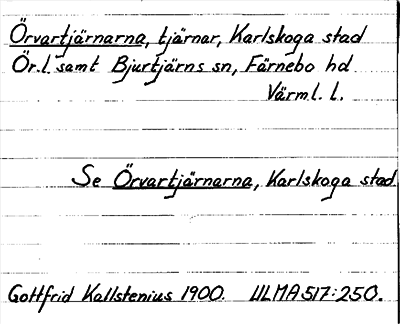 Örvartjärnarna, tjärnar, Karlskoga stad
Ör.l. samt Bjurtjärns sn, Färnebo hd
Värml. l.
Se Örvartjärnarna, Karlskoga stad
Gottfrid Kallstenius 1900. ULMA 517:250.